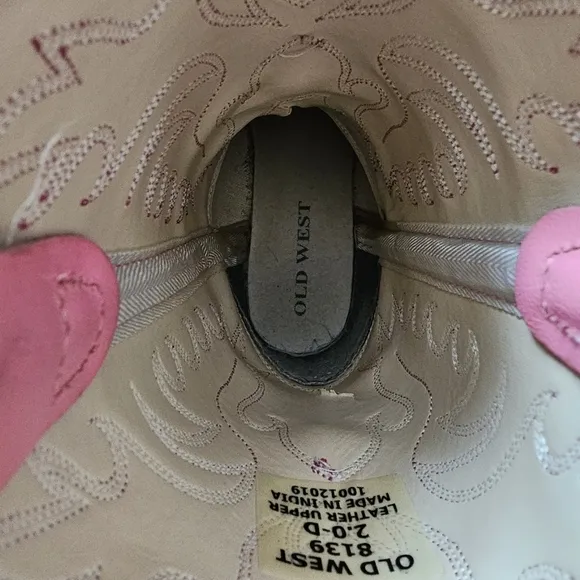 OLD WEST
OLD WEST
8139
2.0-D
LEATHER UPPER
MADE IN INDIA
10012019